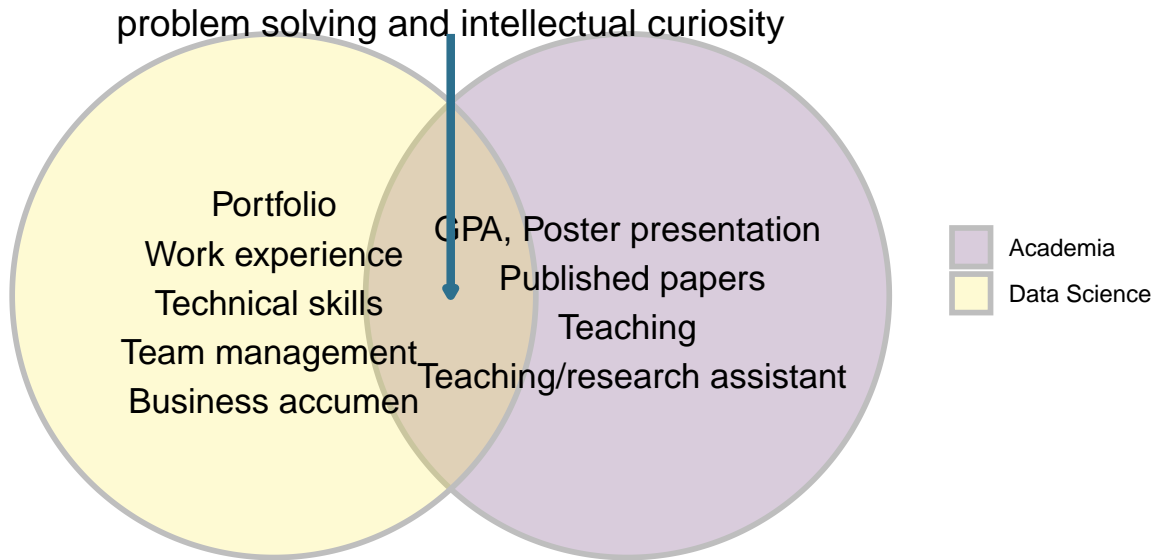 problem solving and intellectual curiosity
Portfolio
Work experience
Technical skills
Team management
Business accumen
GPA, Poster presentation
Published papers
Teaching
Teaching/research assistant
Academia
Data Science